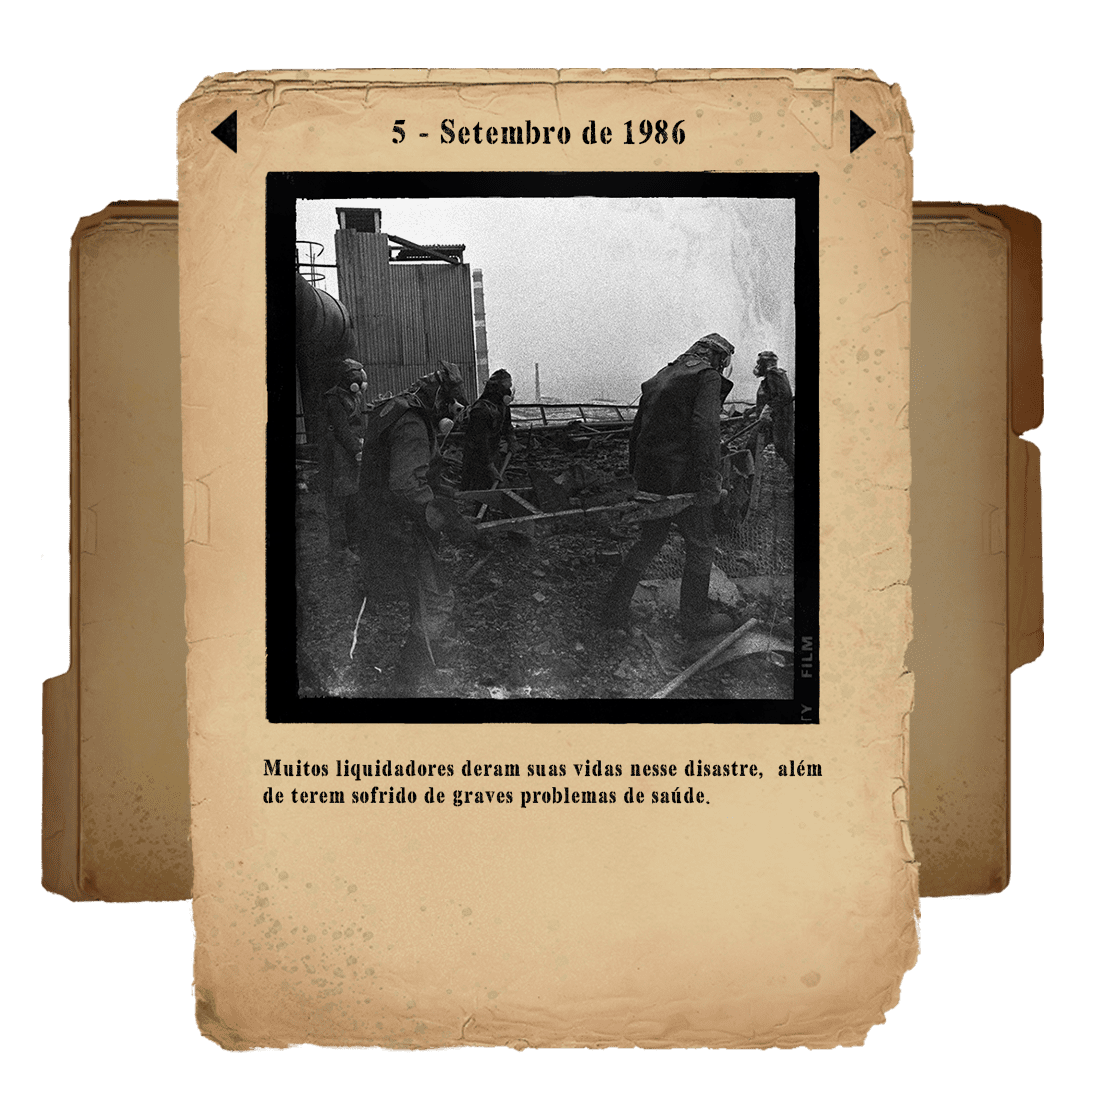 5 - Setembro de 1986
TY FILM
Muitos liquidadores deram suas vidas nesse disastre, além
de terem sofrido de graves problemas de saúde.